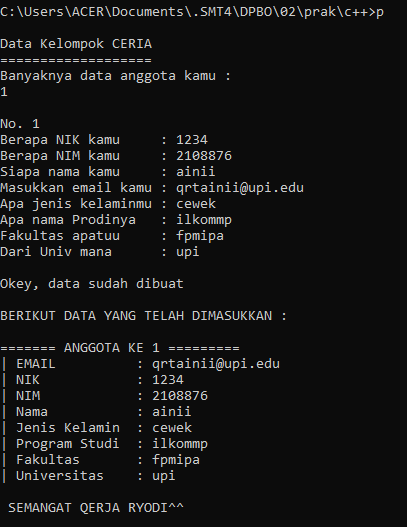 C:\Users\ACER\Documents\.SMT4\DPBO\02\prak\c++>p
Data Kelompok CERIA
===================
Banyaknya data anggota kamu :
1
No. 1
Berapa NIK kamu     : 1234
Berapa NIM kamu     : 2108876
Siapa nama kamu     : ainii
Masukkan email kamu : qrtainii@upi.edu
Apa jenis kelaminmu : cewek
Apa nama Prodinya   : ilkommp
Fakultas apatuu     : fpmipa
Dari Univ mana      : upi
Okey, data sudah dibuat
BERIKUT DATA YANG TELAH DIMASUKKAN :
======= ANGGOTA KE 1 =========
| EMAIL          : qrtainii@upi.edu
| NIK            : 1234
| NIM            : 2108876
| Nama           : ainii
| Jenis Kelamin  : cewek
| Program Studi  : ilkommp
| Fakultas       : fpmipa
| Universitas    : upi
SEMANGAT QERJA RYODI^^